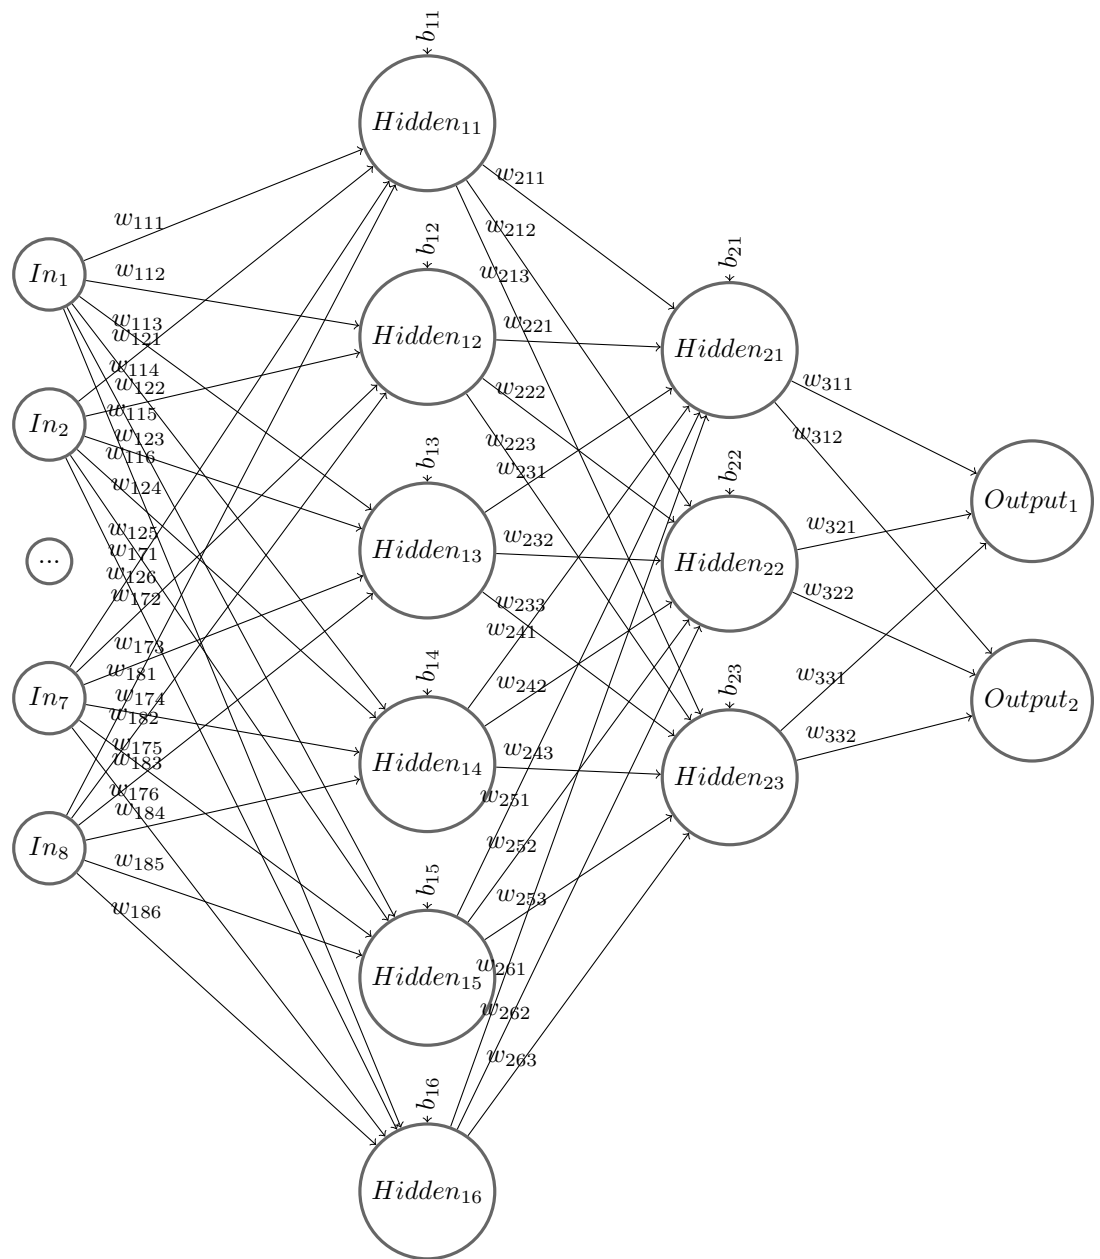 b₁₁
Hidden₁₁
w₂₁₁
w₁₁₁
w₂₁₂
b₁₂
b₂₁
In₁
w₁₁₂
w₂₁₃
w₁₁₃
w₂₂₁
w₁₂₁
Hidden₁₂
Hidden₂₁
w₁₁₄
w₁₂₂
w₃₁₁
w₂₂₂
w₁₁₅
In₂
w₁₂₃
w₂₂₃
w₃₁₂
b₁₃
b₂₂
w₁₁₆
w₂₃₁
w₁₂₄
Output₁
w₃₂₁
w₁₂₅
w₂₃₂
w₁₇₁
Hidden₁₃
...
Hidden₂₂
w₁₂₆
w₃₂₂
w₁₇₂
w₂₃₃
w₂₄₁
w₁₇₃
b₁₄
w₁₈₁
w₃₃₁
b₂₃
w₂₄₂
In₇
w₁₇₄
Output₂
w₁₈₂
w₃₃₂
w₁₇₅
w₂₄₃
w₁₈₃
Hidden₁₄
Hidden₂₃
w₁₇₆
w₂₅₁
w₁₈₄
w₂₅₂
In₈
w₁₈₅
b₁₅
w₂₅₃
w₁₈₆
w₂₆₁
Hidden₁₅
w₂₆₂
w₂₆₃
b₁₆
Hidden₁₆